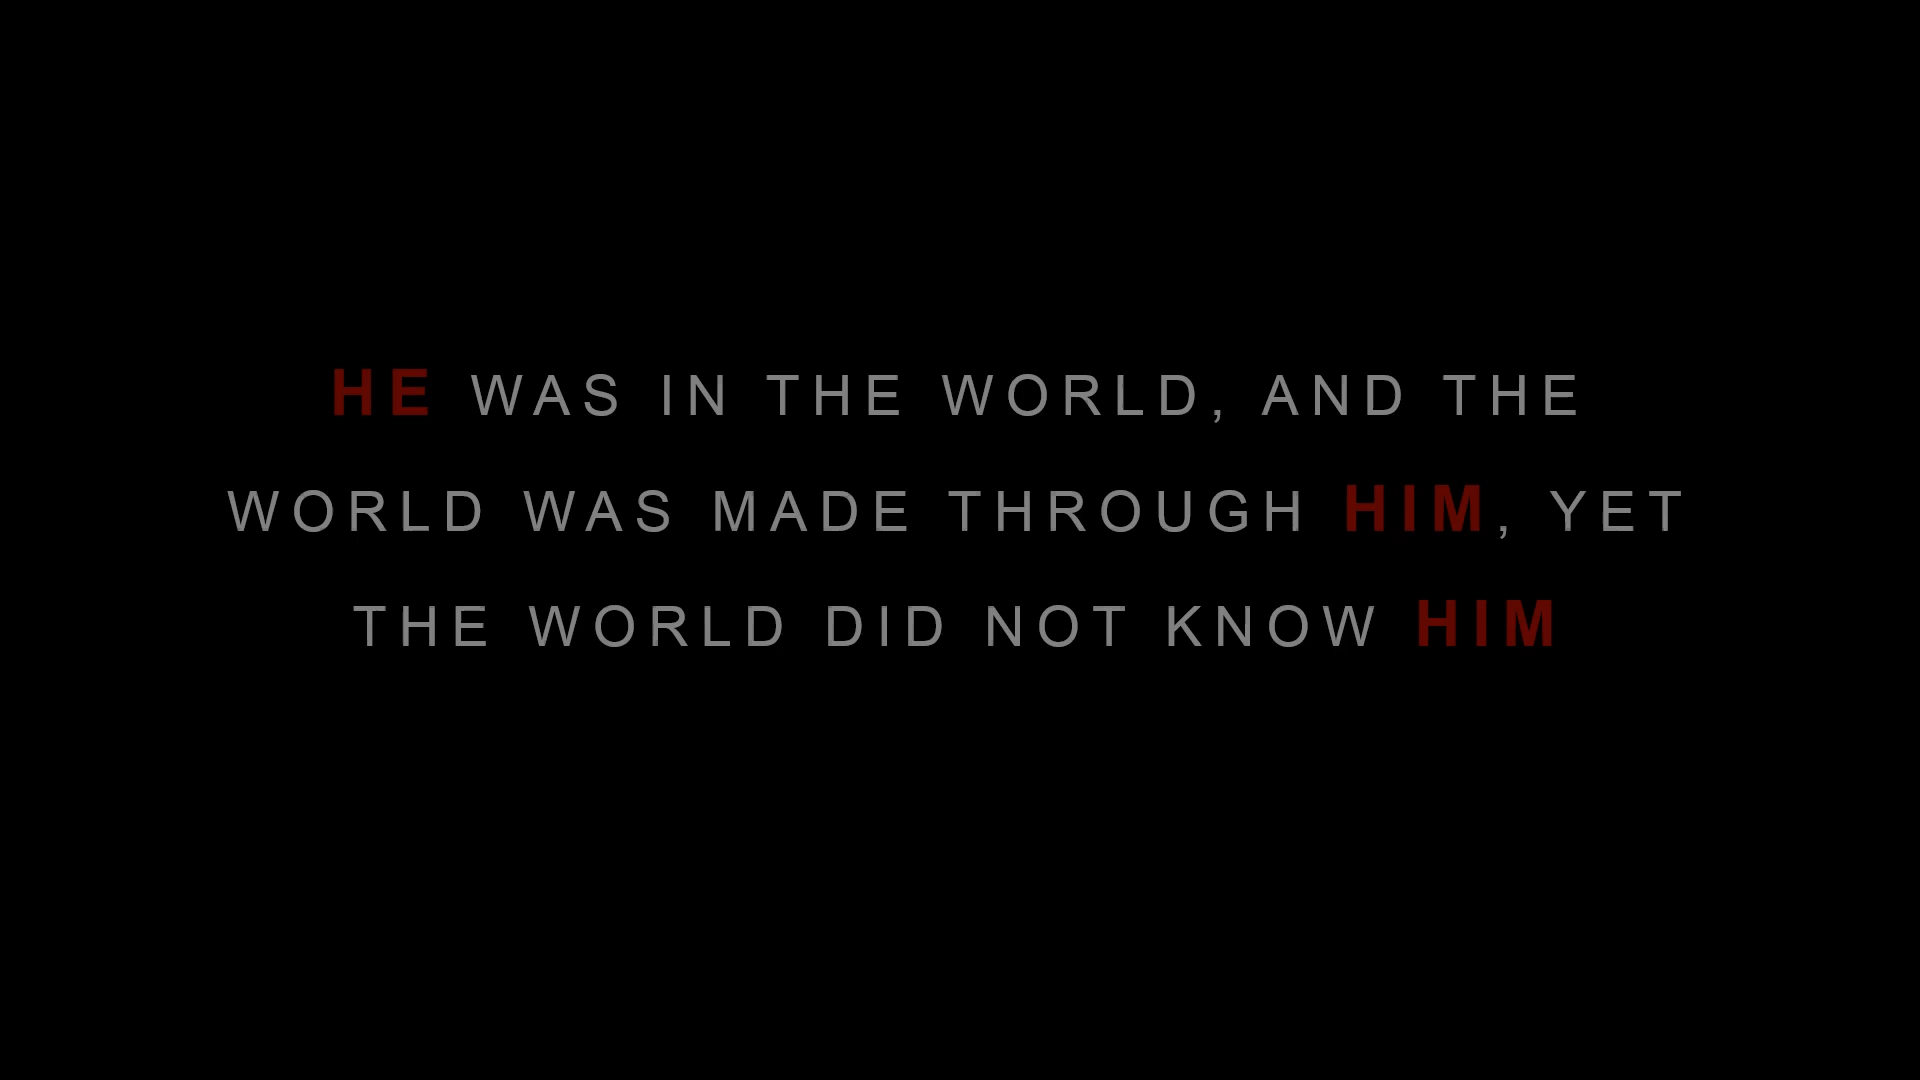 HE WAS IN THE WORLD, AND THE
WORLD WAS MADE THROUGH HIM, YET
THE WORLD DID NOT KNOW HIM